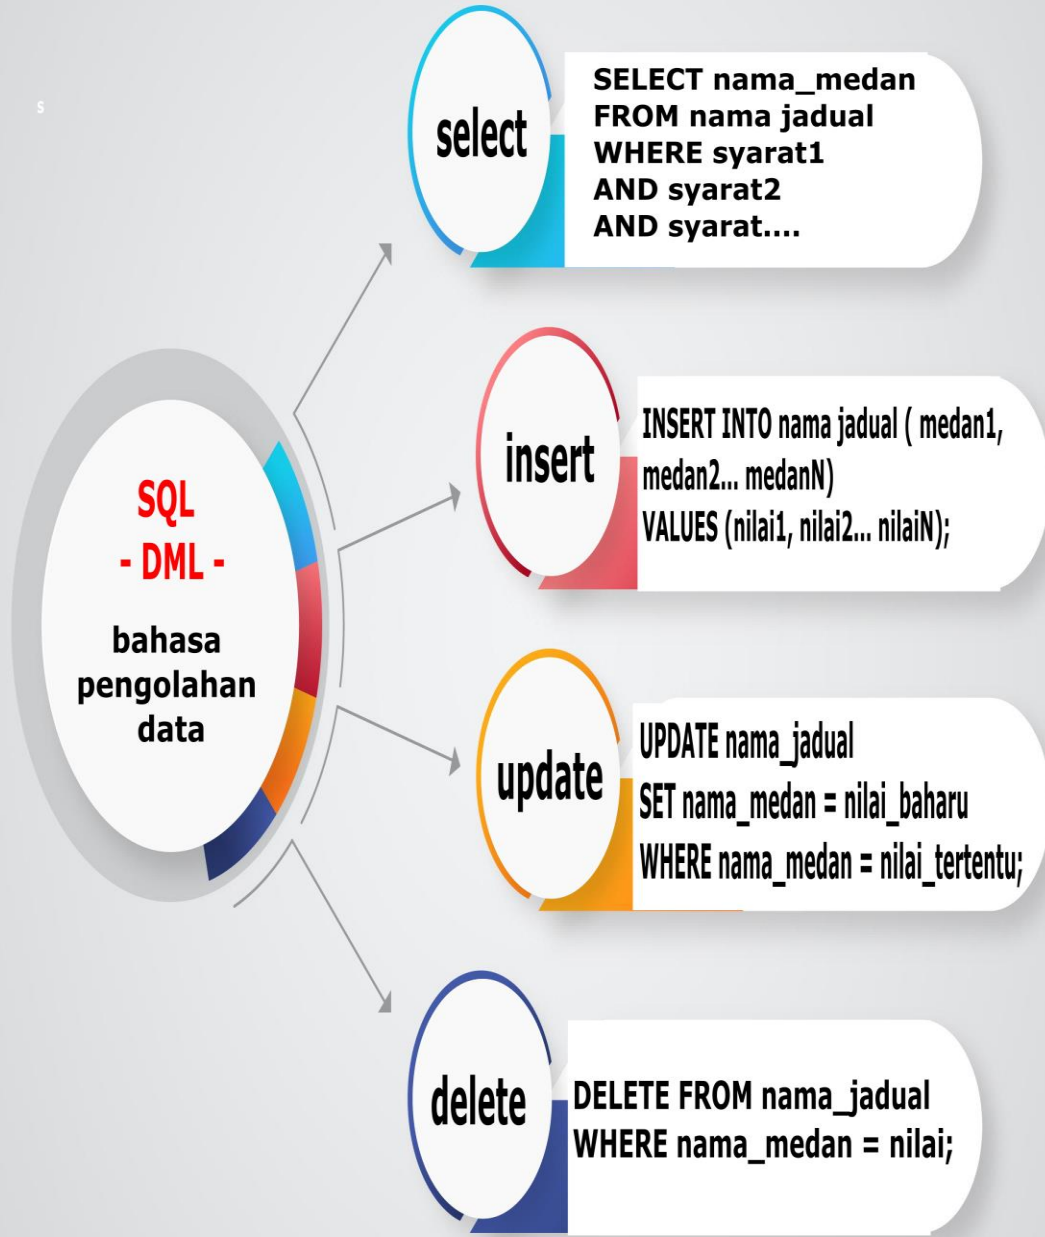 s
SQL
- DML -
bahasa
pengolahan
data
select
SELECT nama_medan
FROM nama jadual
WHERE syarat1
AND syarat2
AND syarat....
insert
INSERT INTO nama jadual ( medan1,
medan2... medanN)
VALUES (nilai1, nilai2... nilaiN);
update
UPDATE nama_jadual
SET nama_medan = nilai_baharu
WHERE nama_medan = nilai_tertentu;
delete
DELETE FROM nama_jadual
WHERE nama_medan = nilai;